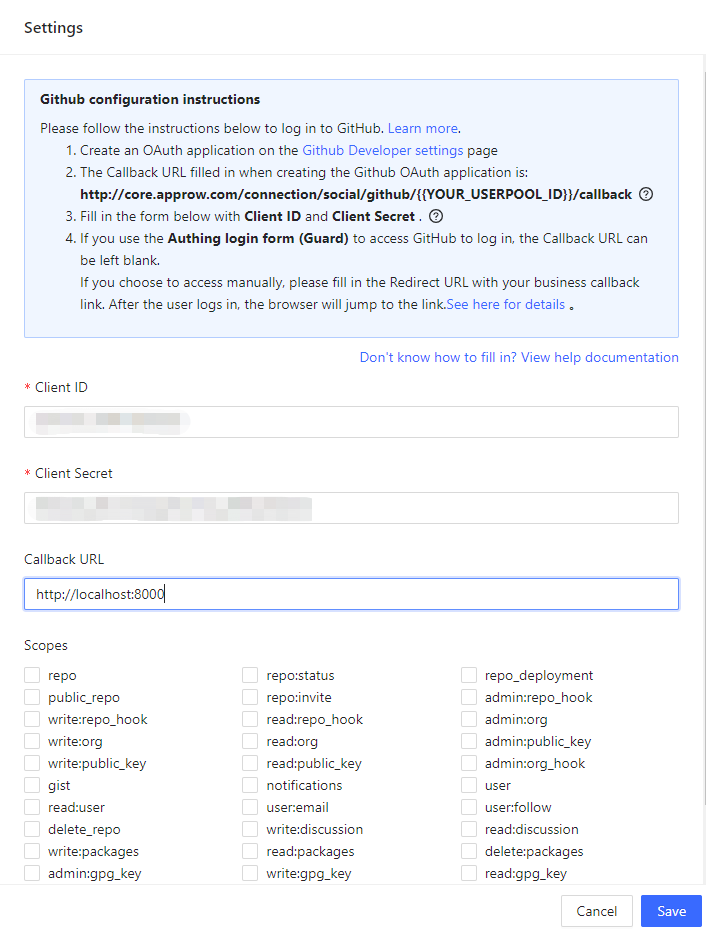 Settings
Github configuration instructions
Please follow the instructions below to log in to GitHub. Learn more.
1. Create an OAuth application on the Github Developer settings page
2. The Callback URL filled in when creating the Github OAuth application is:
http://core.approw.com/connection/social/github/{{YOUR_USERPOOL_ID}}/callback ?
3. Fill in the form below with Client ID and Client Secret . ?
4. If you use the Authing login form (Guard) to access GitHub to log in, the Callback URL can
be left blank.
If you choose to access manually, please fill in the Redirect URL with your business callback
link. After the user logs in, the browser will jump to the link.See here for details 。
Don't know how to fill in? View help documentation
* Client ID
* Client Secret
Callback URL
http://localhost:8000
Scopes
repo repo:status repo_deployment
public_repo repo:invite admin:repo_hook
write:repo_hook read:repo_hook admin:org
write:org read:org admin:public_key
write:public_key read:public_key admin:org_hook
gist notifications user
read:user user:email user:follow
delete_repo write:discussion read:discussion
write:packages read:packages delete:packages
admin:gpg_key write:gpg_key read:gpg_key
Cancel Save